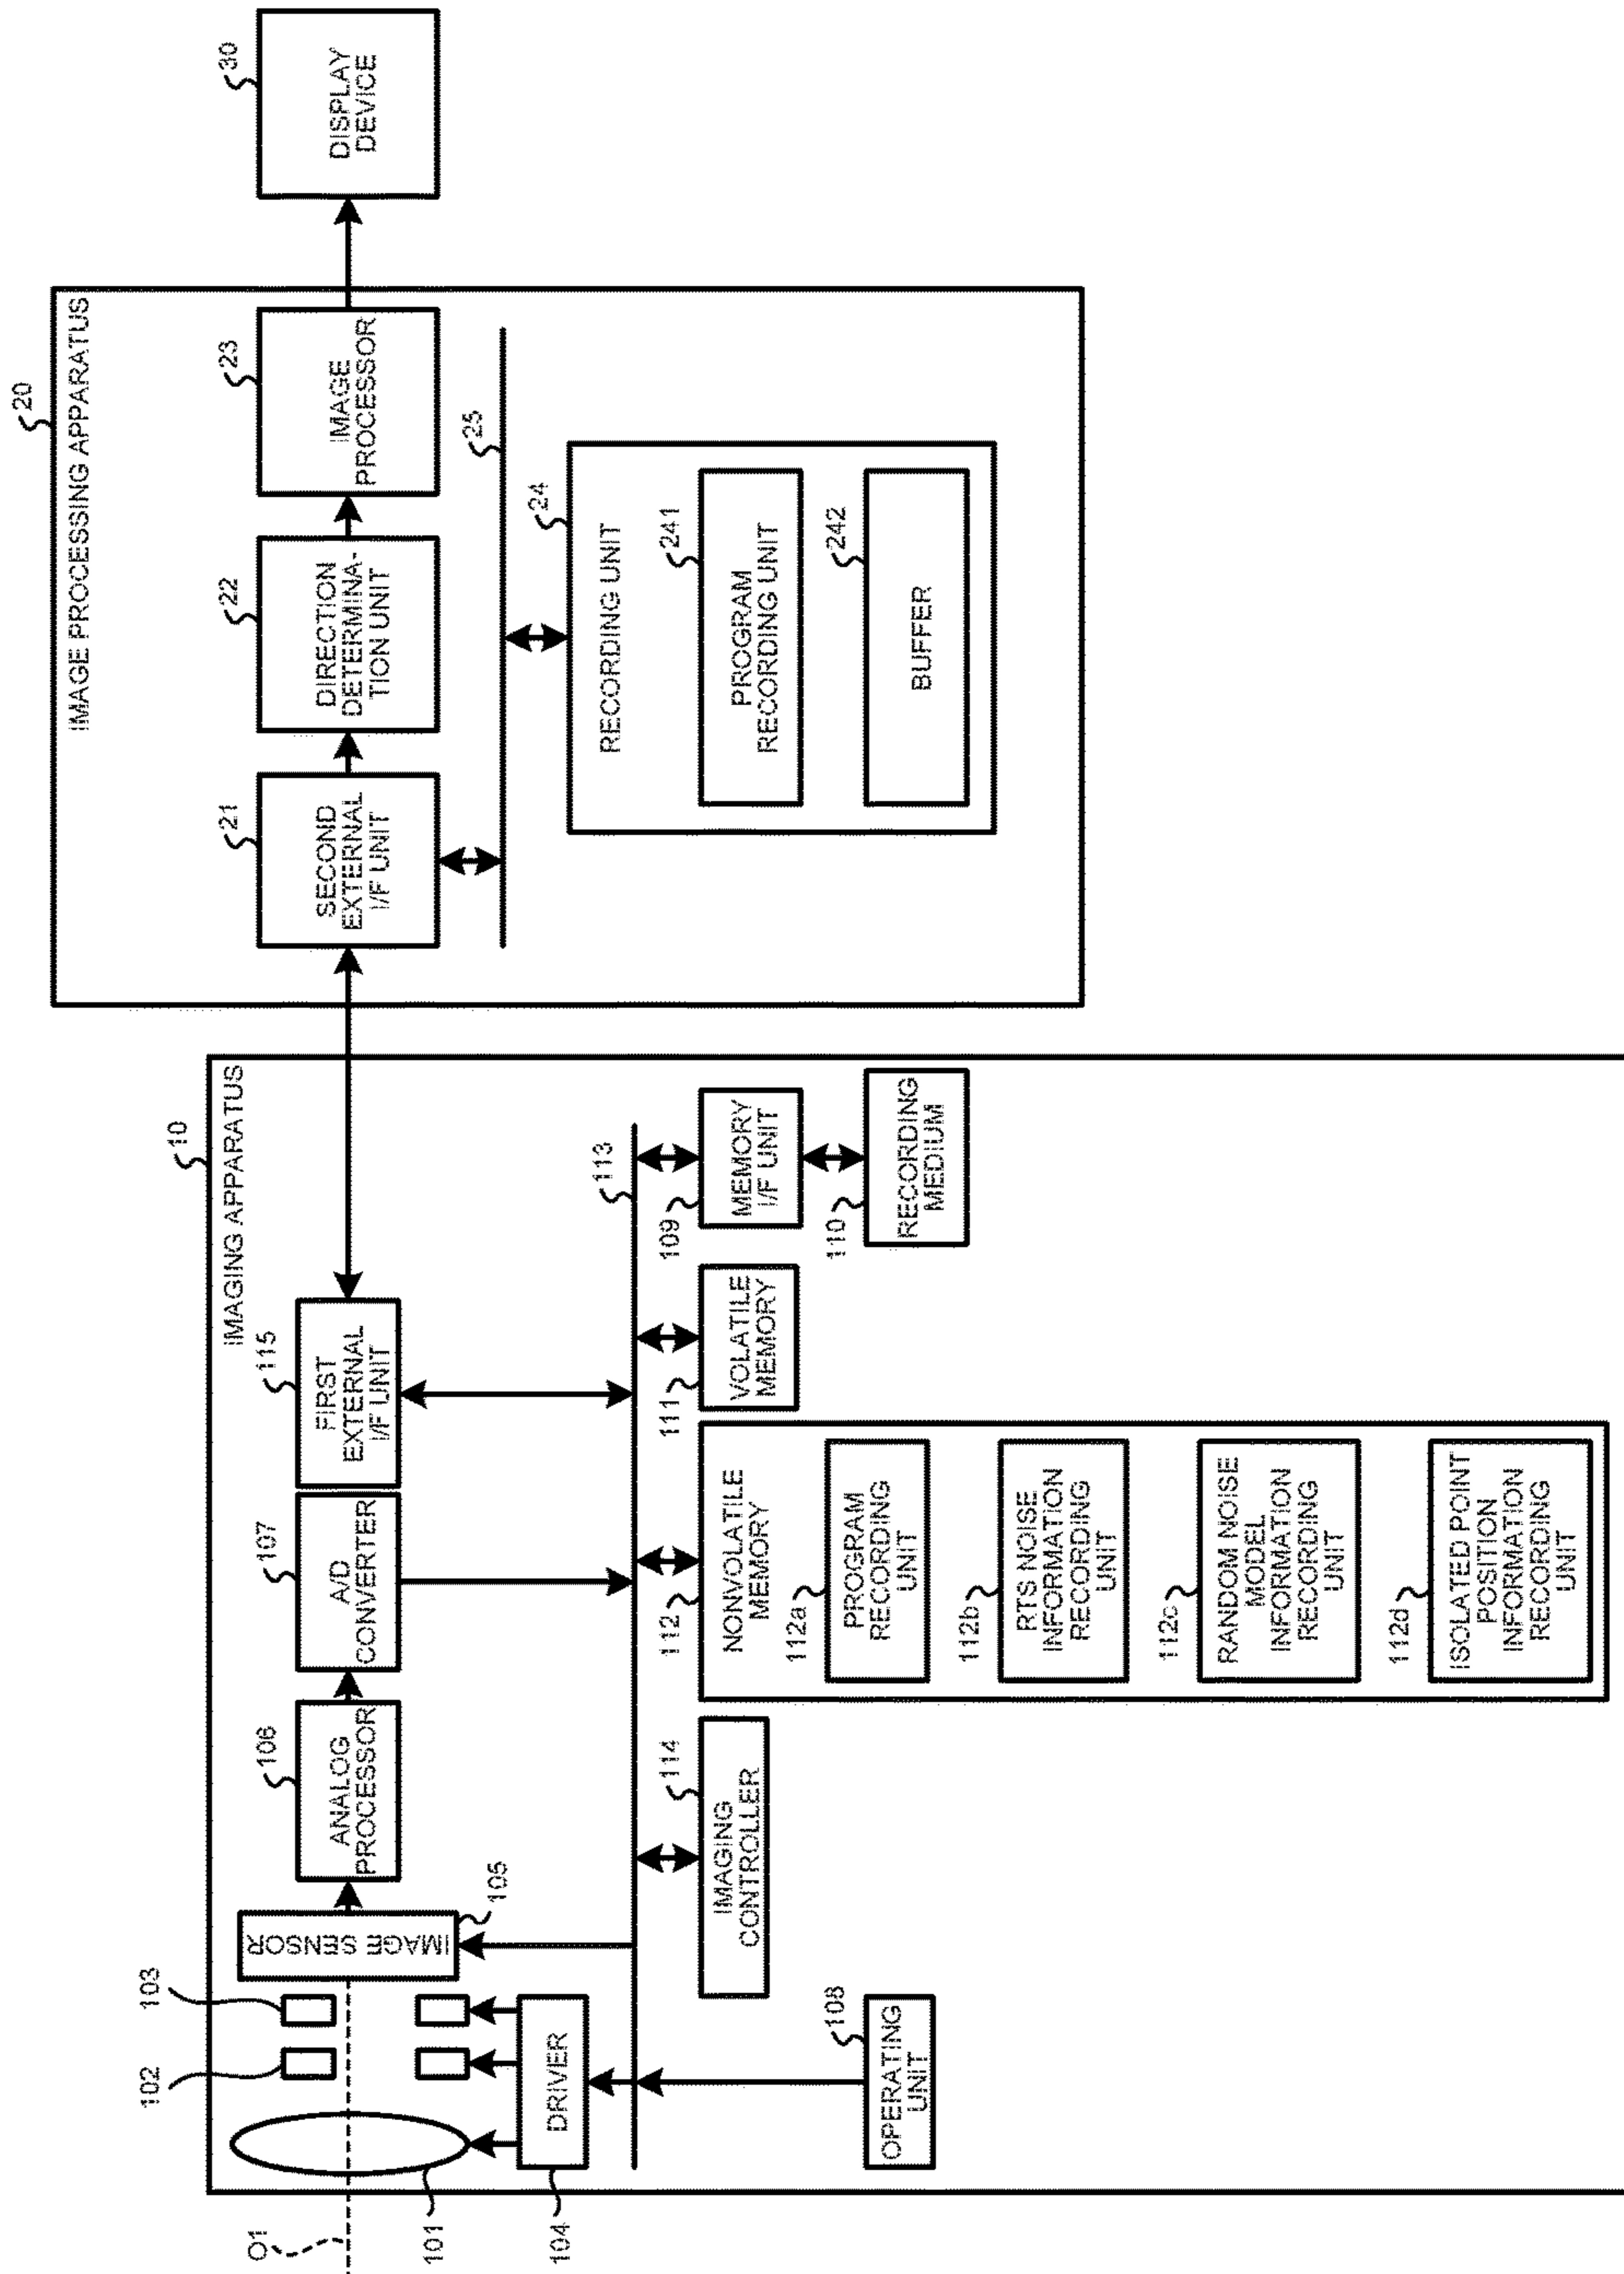 20
IMAGE PROCESSING APPARATUS
10
IMAGING APPARATUS
O1
101
102
103
104
DRIVER
105
IMAGE SENSOR
106
ANALOG
PROCESSOR
107
A/D
CONVERTER
115
FIRST
EXTERNAL
I/F UNIT
21
SECOND
EXTERNAL
I/F UNIT
22
DIRECTION
DETERMINA-
TION UNIT
23
IMAGE
PROCESSOR
30
DISPLAY
DEVICE
25
24
RECORDING UNIT
241
PROGRAM
RECORDING UNIT
242
BUFFER
113
108
OPERATING
UNIT
114
IMAGING
CONTROLLER
112
NONVOLATILE
MEMORY
112a
PROGRAM
RECORDING
UNIT
112b
RTS NOISE
INFORMATION
RECORDING
UNIT
112c
RANDOM NOISE
MODEL
INFORMATION
RECORDING
UNIT
112d
ISOLATED POINT
POSITION
INFORMATION
RECORDING
UNIT
111
VOLATILE
MEMORY
109
MEMORY
I/F UNIT
110
RECORDING
MEDIUM